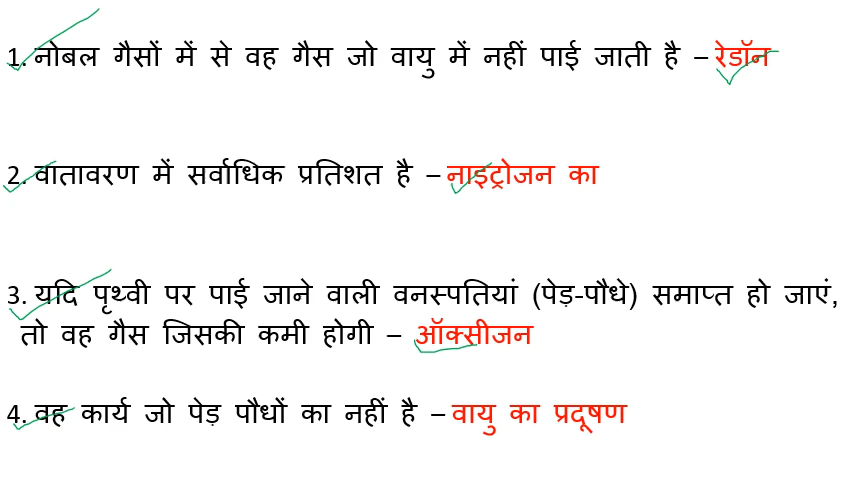 1. नोबल गैसों में से वह गैस जो वायु में नहीं पाई जाती है – रेडॉन
2. वातावरण में सर्वाधिक प्रतिशत है – नाइट्रोजन का
3. यदि पृथ्वी पर पाई जाने वाली वनस्पतियां (पेड़-पौधे) समाप्त हो जाएं,
तो वह गैस जिसकी कमी होगी – ऑक्सीजन
4. वह कार्य जो पेड़ पौधों का नहीं है – वायु का प्रदूषण